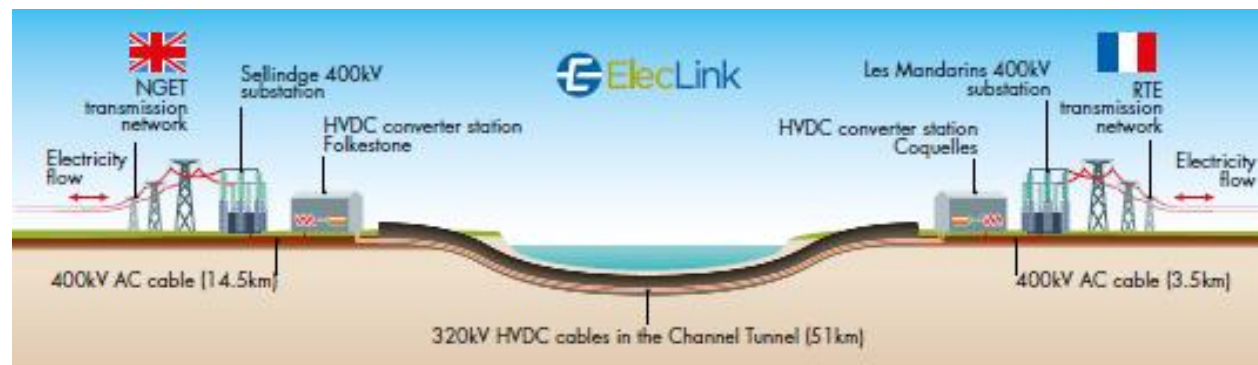 ElecLink
NGET
transmission
network
Sellindge 400kV
substation
HVDC converter station
Folkestone
Electricity
flow
Les Mandarins 400kV
substation
RTE
transmission
network
HVDC converter station
Coquelles
Electricity
flow
400kV AC cable (14.5km)
400kV AC cable (3.5km)
320kV HVDC cables in the Channel Tunnel (51km)